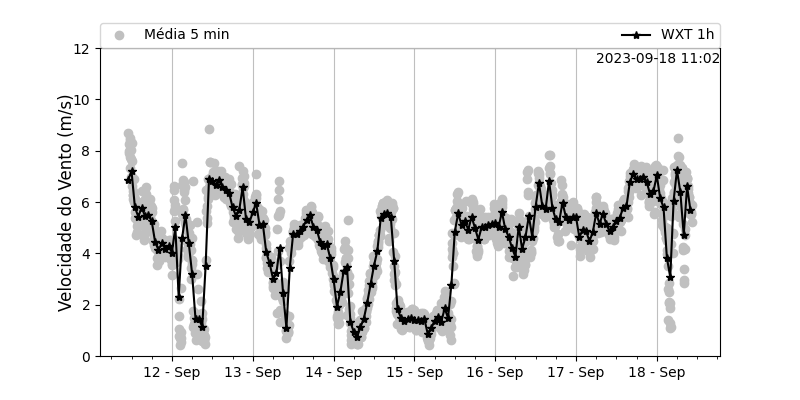 Média 5 min
WXT 1h
2023-09-18 11:02
Velocidade do Vento (m/s)
12
10
8
6
4
2
0
12 - Sep
13 - Sep
14 - Sep
15 - Sep
16 - Sep
17 - Sep
18 - Sep